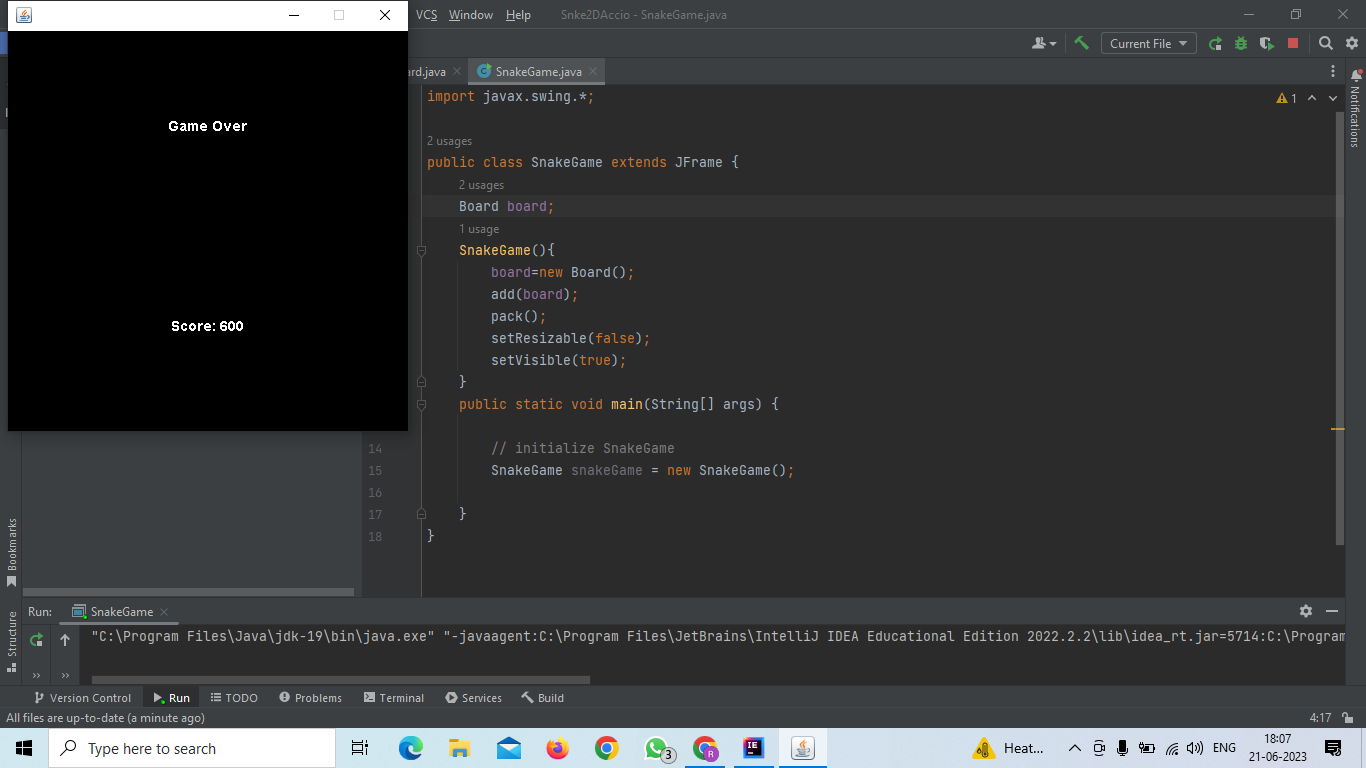 VCS Window Help Snke2DAccio - SnakeGame.java
Current File
ard.java SnakeGame.java
Game Over
Score: 600
import javax.swing.*;
1
2 usages
public class SnakeGame extends JFrame {
2 usages
Board board;
1 usage
SnakeGame(){
board=new Board();
add(board);
pack();
setResizable(false);
setVisible(true);
}
public static void main(String[] args) {
14 // initialize SnakeGame
15 SnakeGame snakeGame = new SnakeGame();
16
17 }
18 }
Notifications
Bookmarks
Structure
Run: SnakeGame
"C:\Program Files\Java\jdk-19\bin\java.exe" "-javaagent:C:\Program Files\JetBrains\IntelliJ IDEA Educational Edition 2022.2.2\lib\idea_rt.jar=5714:C:\Program
Version Control Run TODO Problems Terminal Services Build
All files are up-to-date (a minute ago) 4:17
Type here to search 3 R IE Heat... ENG 18:07
21-06-2023